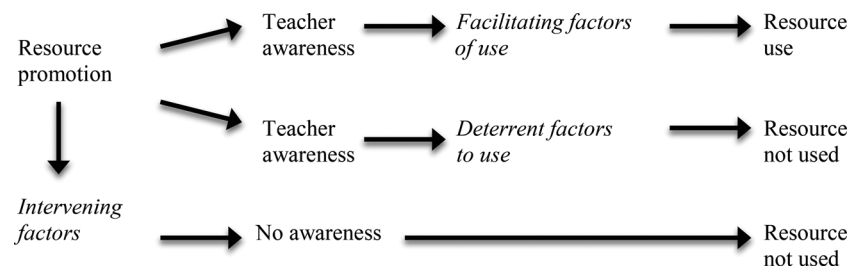 Resource
promotion
Teacher
awareness
Facilitating factors
of use
Resource
use
Teacher
awareness
Deterrent factors
to use
Resource
not used
Intervening
factors
No awareness
Resource
not used